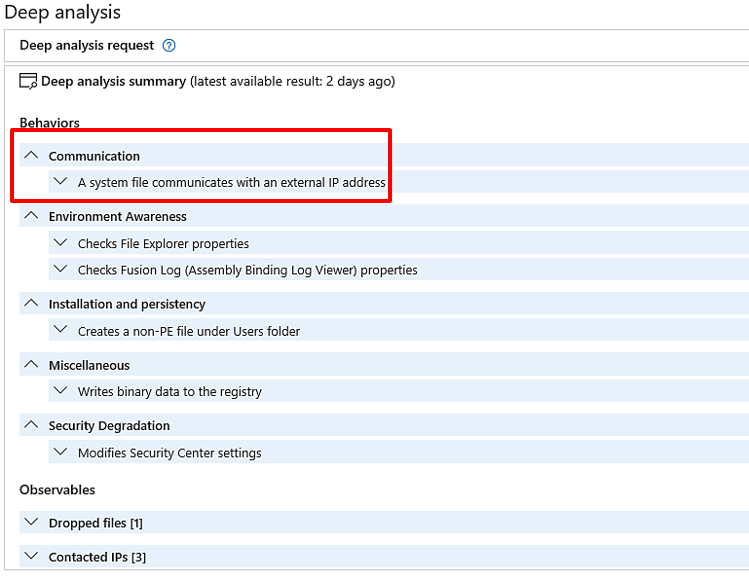 Deep analysis
Deep analysis request ?
Deep analysis summary (latest available result: 2 days ago)
Behaviors
Communication
A system file communicates with an external IP address
Environment Awareness
Checks File Explorer properties
Checks Fusion Log (Assembly Binding Log Viewer) properties
Installation and persistency
Creates a non-PE file under Users folder
Miscellaneous
Writes binary data to the registry
Security Degradation
Modifies Security Center settings
Observables
Dropped files [1]
Contacted IPs [3]